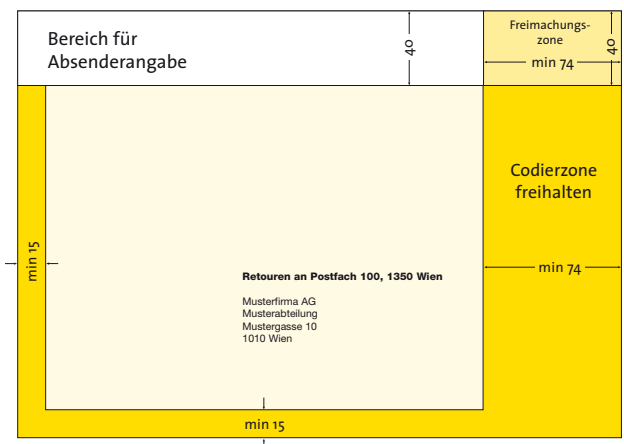 Bereich für
Absenderangabe
40
Freimachungs-
zone
min 74
40
Codierzone
freihalten
min 15
min 74
Retouren an Postfach 100, 1350 Wien
Musterfirma AG
Musterabteilung
Mustergasse 10
1010 Wien
min 15